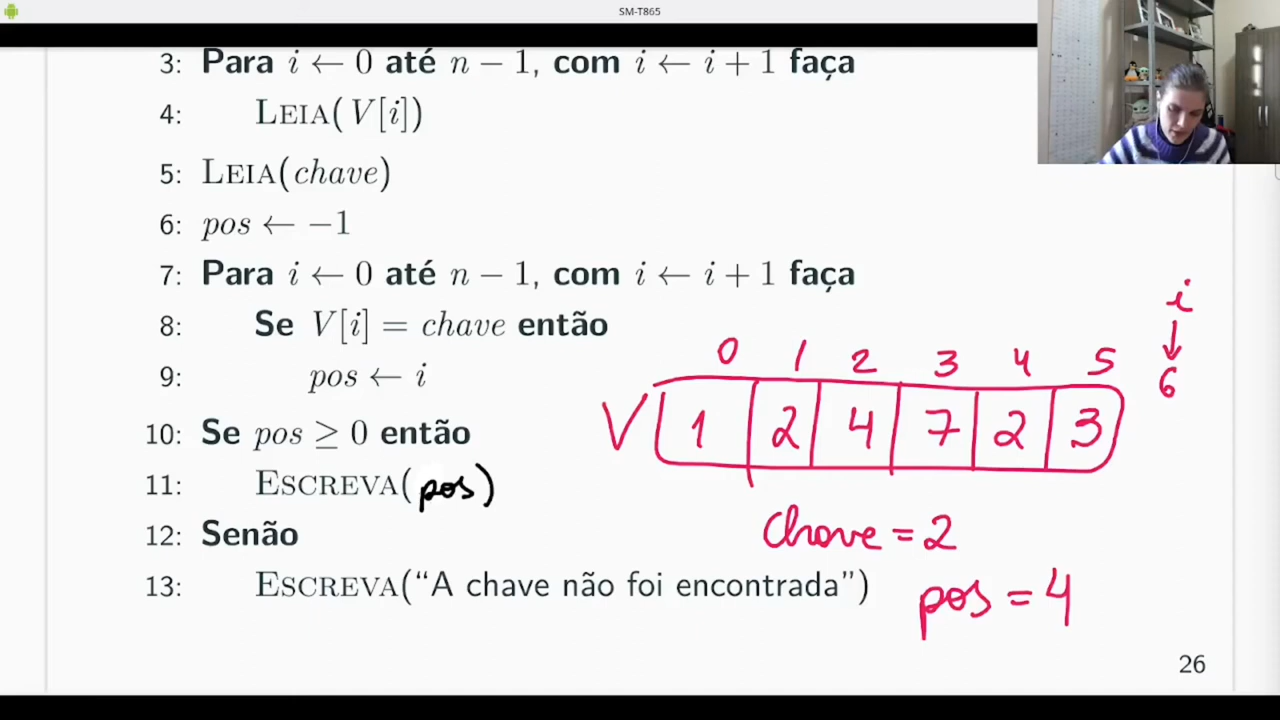 SM-T865
3: Para i ← 0 até n − 1, com i ← i + 1 faça
4: LEIA(V[i])
5: LEIA(chave)
6: pos ← −1
7: Para i ← 0 até n − 1, com i ← i + 1 faça
8: Se V[i] = chave então
9: pos ← i
10: Se pos ≥ 0 então
11: ESCREVA(pos)
12: Senão
13: ESCREVA(“A chave não foi encontrada”)
i
↓
6
0 1 2 3 4 5
V 1 2 4 7 2 3
chave = 2
pos = 4
26